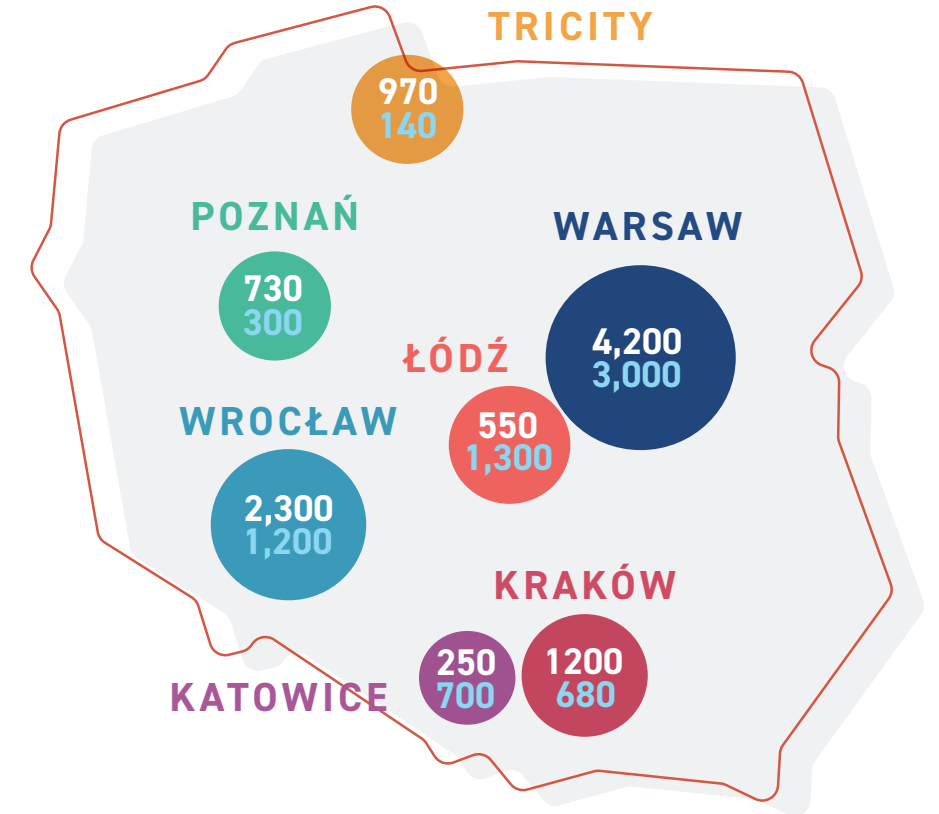 TRICITY
970
140
POZNAŃ
730
300
WARSAW
4,200
3,000
ŁÓDŹ
550
1,300
WROCŁAW
2,300
1,200
KRAKÓW
1200
680
KATOWICE
250
700